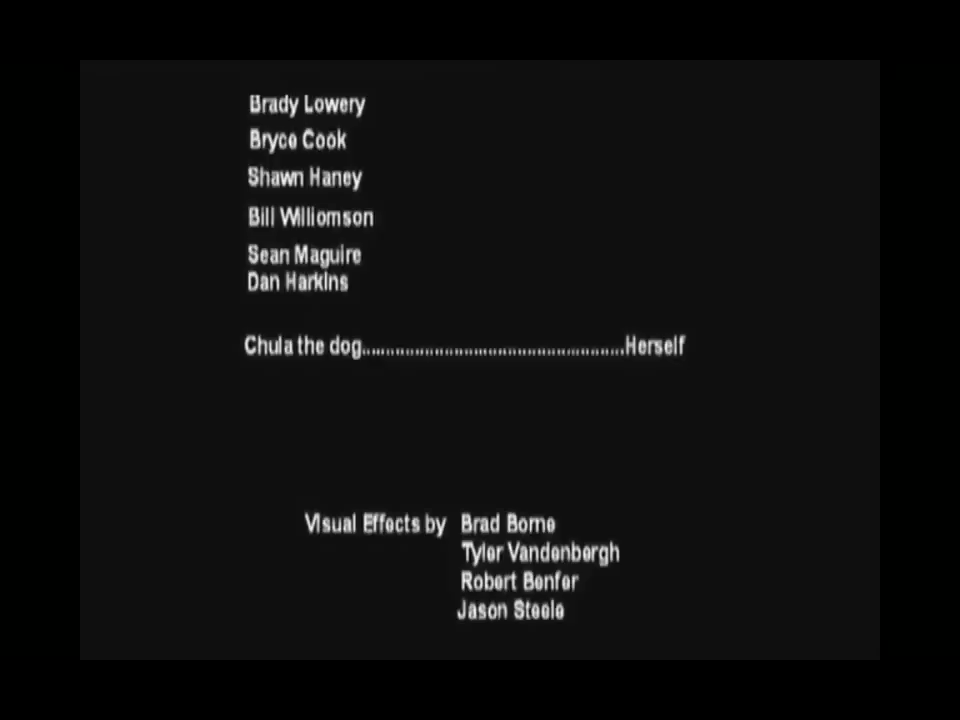 Brady Lowery
Bryce Cook
Shawn Haney
Bill Williomson
Sean Maguire
Dan Harkins
Chula the dog............................................................Herself
Visual Effects by Brad Borne
Tyler Vandenbergh
Robert Benfer
Jason Steele